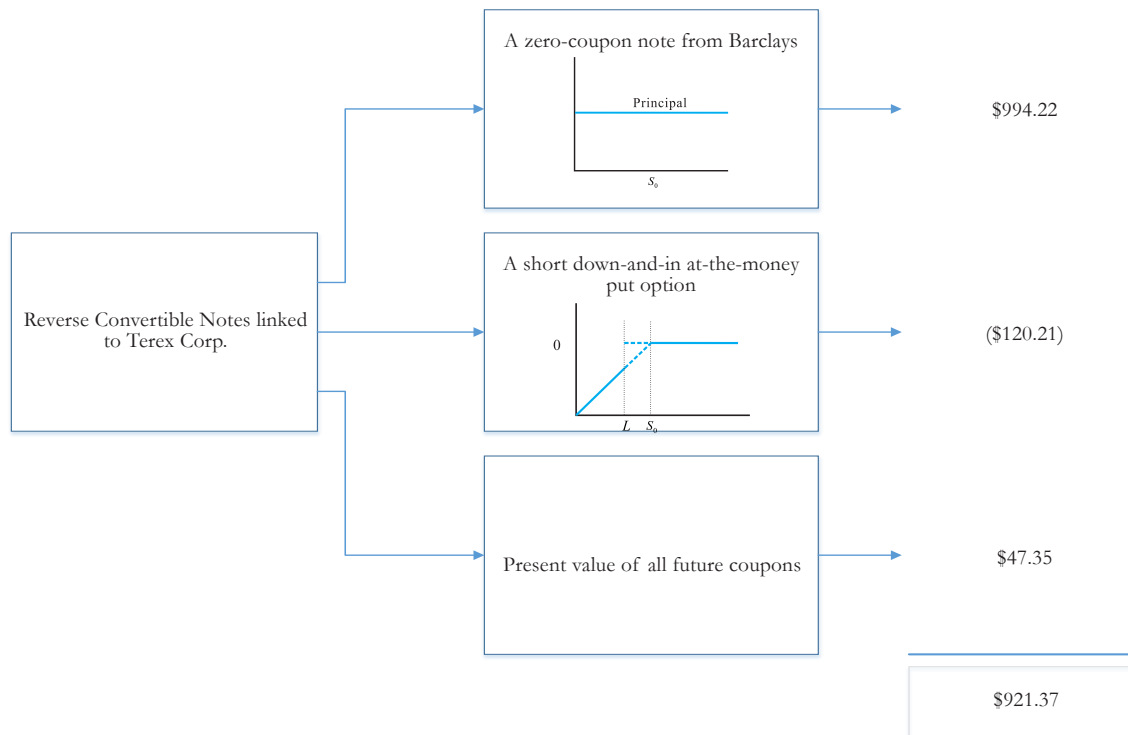 A zero-coupon note from Barclays
Principal
S₀
$994.22
Reverse Convertible Notes linked
to Terex Corp.
A short down-and-in at-the-money
put option
0
L S₀
($120.21)
Present value of all future coupons
$47.35
$921.37